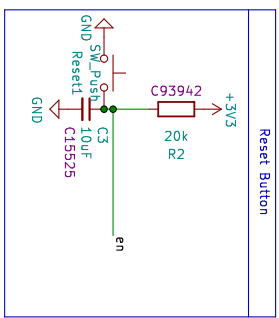 GND
SW_Push
Reset1
C93942
+3V3
20k
R2
GND
C3
10uF
C15525
en
Reset Button